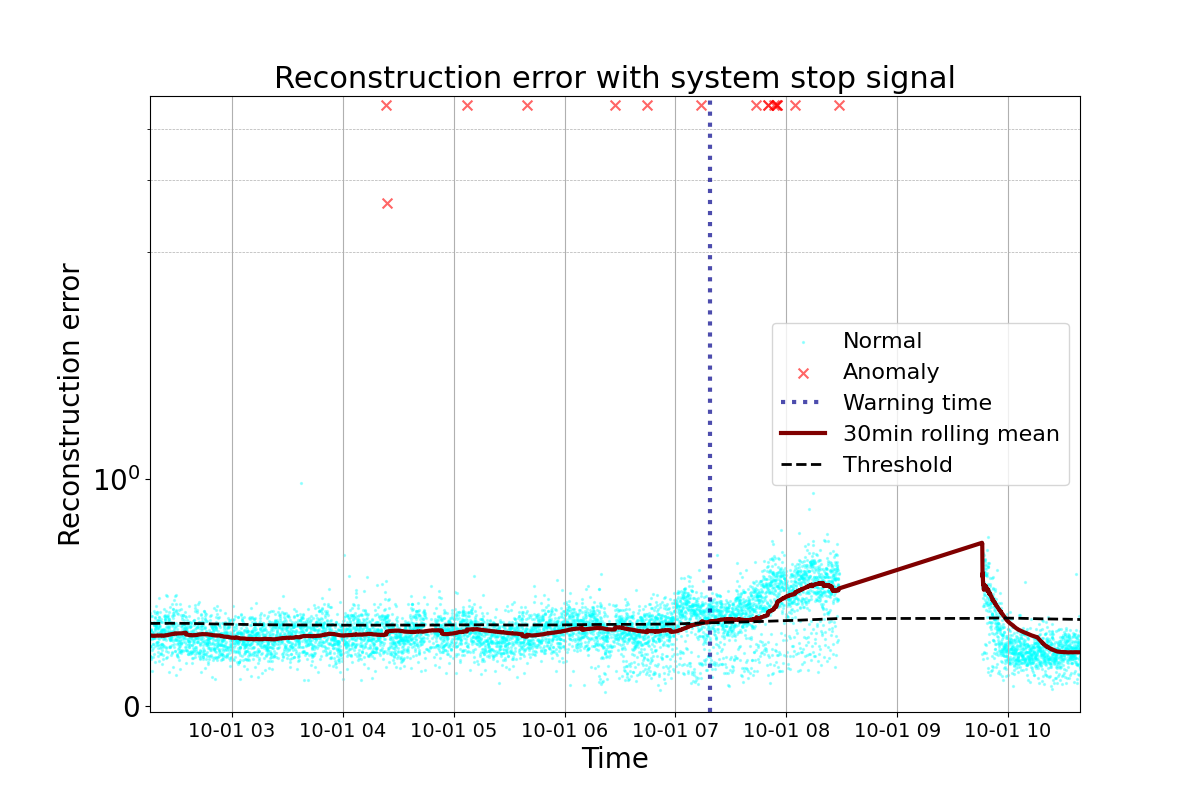 Reconstruction error with system stop signal
Reconstruction error
10⁰
0
Normal
Anomaly
Warning time
30min rolling mean
Threshold
10-01 03 10-01 04 10-01 05 10-01 06 10-01 07 10-01 08 10-01 09 10-01 10
Time